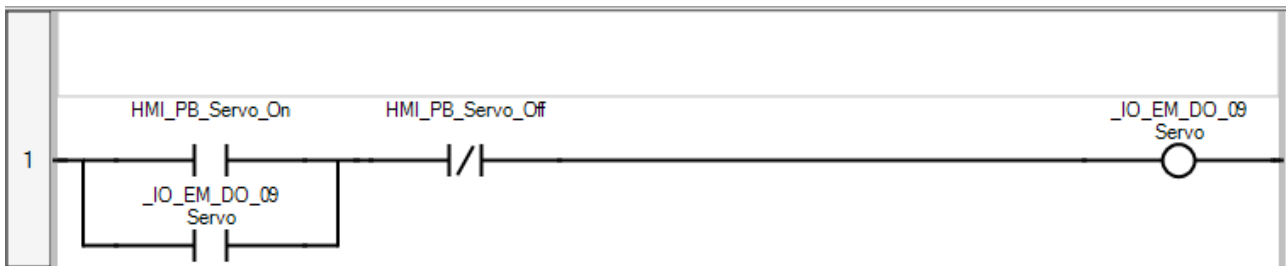 HMI_PB_Servo_On
HMI_PB_Servo_Off
_IO_EM_DO_09
Servo
1
_IO_EM_DO_09
Servo